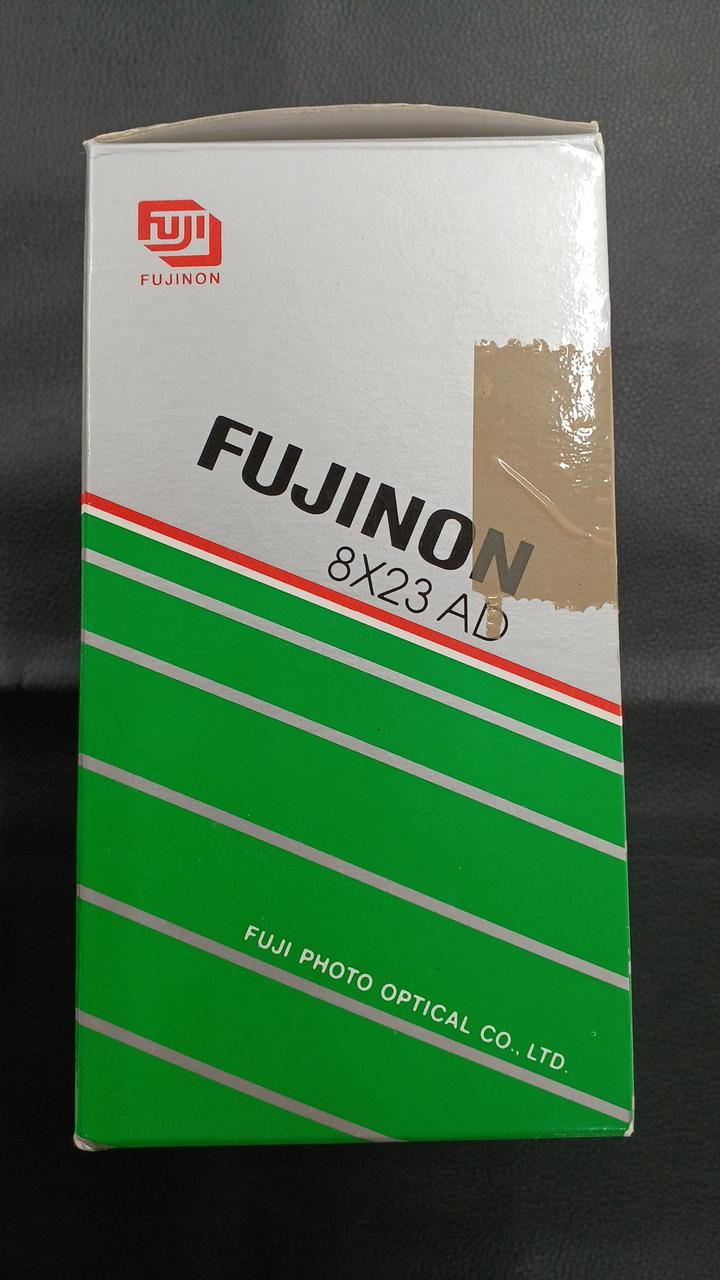 FUJI
FUJINON
FUJINON
8X23 AD
FUJI PHOTO OPTICAL CO., LTD.